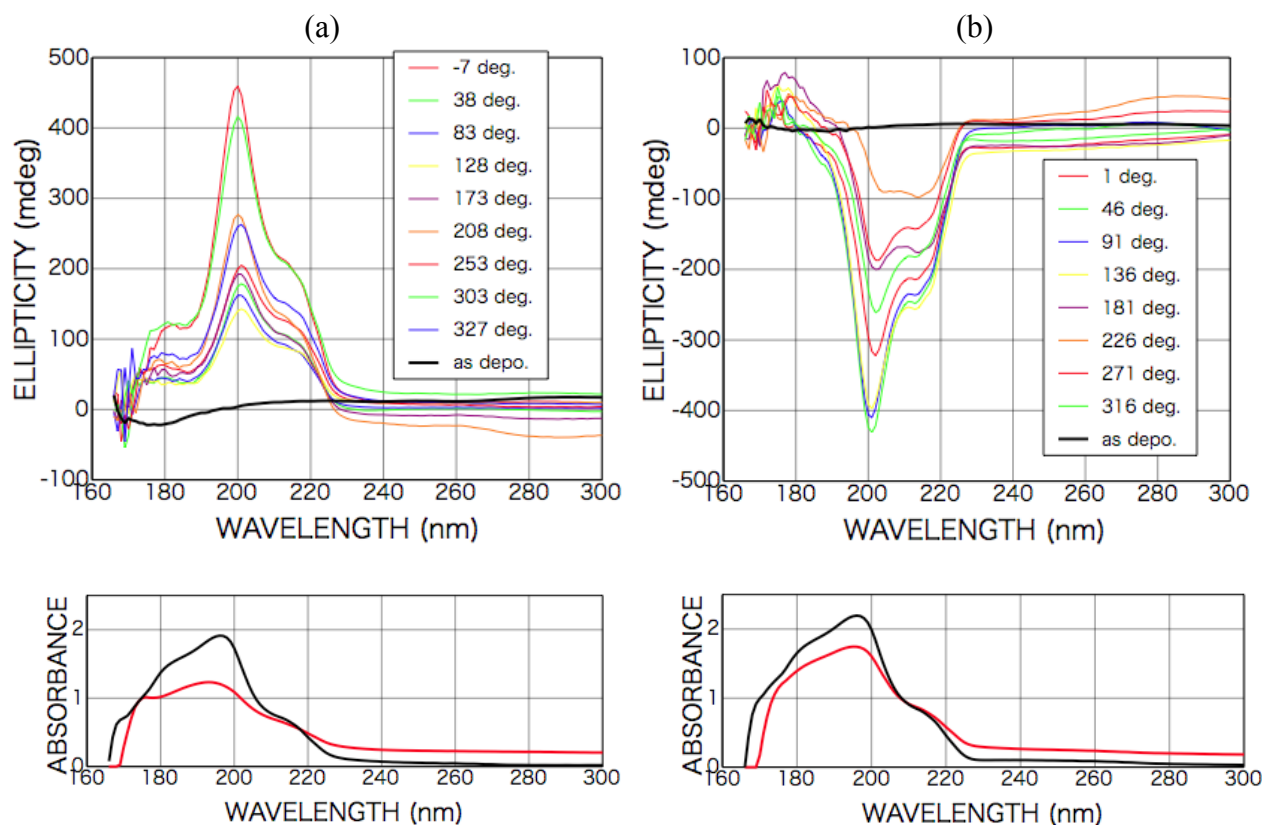 (a)
500
400
300
200
100
0
-100
ELLIPTICITY (mdeg)
160 180 200 220 240 260 280 300
WAVELENGTH (nm)
-7 deg.
38 deg.
83 deg.
128 deg.
173 deg.
208 deg.
253 deg.
303 deg.
327 deg.
as depo.
(b)
100
0
-100
-200
-300
-400
-500
ELLIPTICITY (mdeg)
160 180 200 220 240 260 280 300
WAVELENGTH (nm)
1 deg.
46 deg.
91 deg.
136 deg.
181 deg.
226 deg.
271 deg.
316 deg.
as depo.
ABSORBANCE
2
1
0
160 180 200 220 240 260 280 300
WAVELENGTH (nm)
ABSORBANCE
2
1
0
160 180 200 220 240 260 280 300
WAVELENGTH (nm)